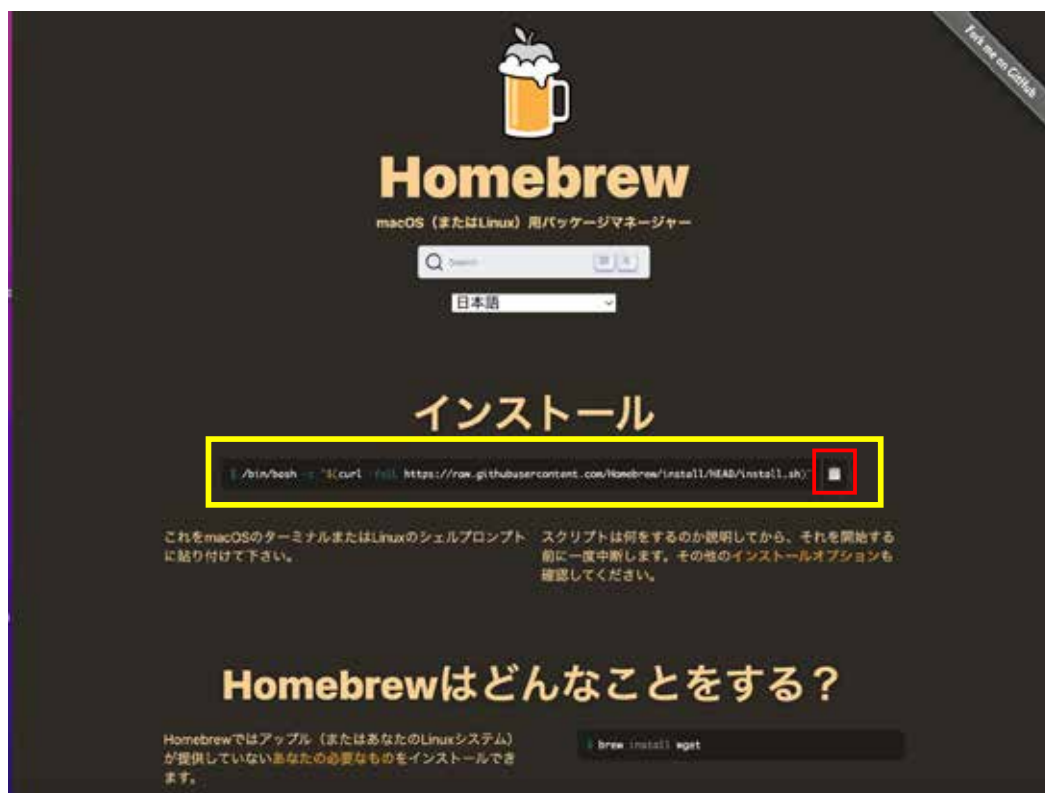 Fork me on GitHub
Homebrew
macOS（またはLinux）用パッケージマネージャー
Search
日本語
インストール
$ /bin/bash -c "$(curl -fsSL https://raw.githubusercontent.com/Homebrew/install/HEAD/install.sh)"
これをmacOSのターミナルまたはLinuxのシェルプロンプト
に貼り付けて下さい。
スクリプトは何をするのか説明してから、それを開始する
前に一度中断します。その他のインストールオプションも
確認してください。
Homebrewはどんなことをする？
Homebrewではアップル（またはあなたのLinuxシステム）
が提供していないあなたの必要なものをインストールでき
ます。
$ brew install wget